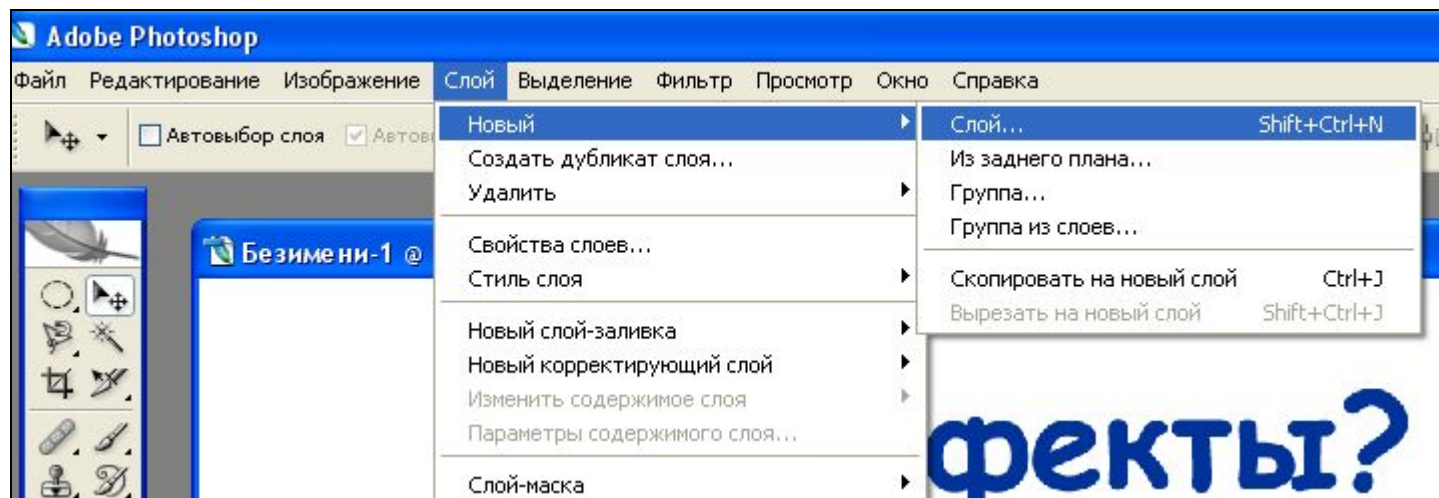 Adobe Photoshop
Файл Редактирование Изображение Слой Выделение Фильтр Просмотр Окно Справка
Автовыбор слоя
Новый
Создать дубликат слоя...
Удалить
Свойства слоев...
Стиль слоя
Новый слой-заливка
Новый корректирующий слой
Изменить содержимое слоя
Параметры содержимого слоя...
Слой-маска
Слой... Shift+Ctrl+N
Из заднего плана...
Группа...
Группа из слоев...
Скопировать на новый слой Ctrl+J
Вырезать на новый слой Shift+Ctrl+J
Безимени-1 @
фекты?